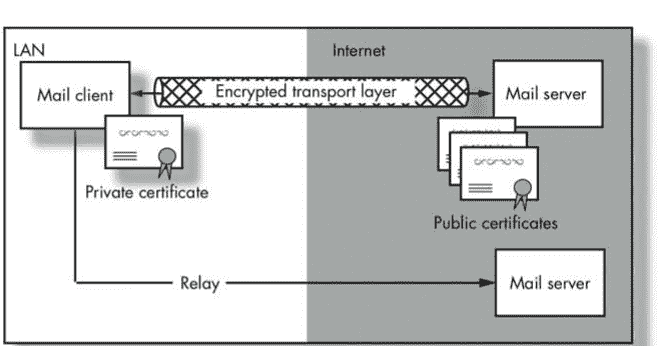 LAN
Internet
Mail client
Encrypted transport layer
Mail server
Private certificate
Public certificates
Relay
Mail server